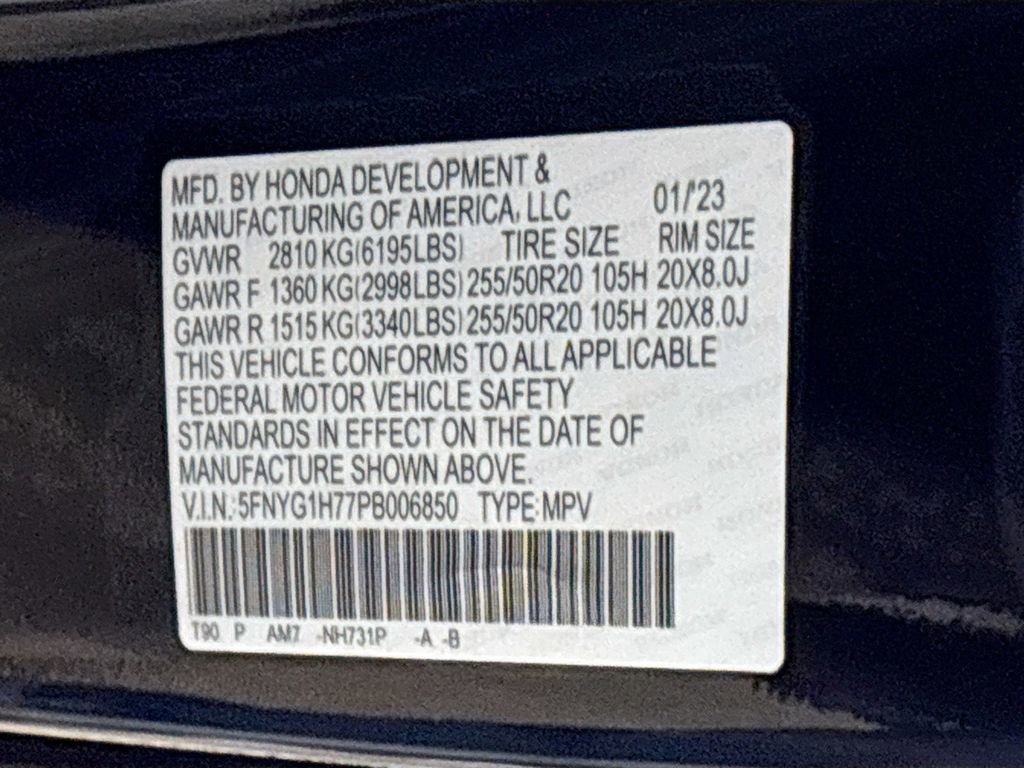 MFD. BY HONDA DEVELOPMENT &
MANUFACTURING OF AMERICA, LLC 01/'23
GVWR 2810 KG(6195LBS) TIRE SIZE RIM SIZE
GAWR F 1360 KG(2998LBS) 255/50R20 105H 20X8.0J
GAWR R 1515 KG(3340LBS) 255/50R20 105H 20X8.0J
THIS VEHICLE CONFORMS TO ALL APPLICABLE
FEDERAL MOTOR VEHICLE SAFETY
STANDARDS IN EFFECT ON THE DATE OF
MANUFACTURE SHOWN ABOVE.
V.I.N.: 5FNYG1H77PB006850 TYPE: MPV
T90 P AM7 -NH731P -A -B